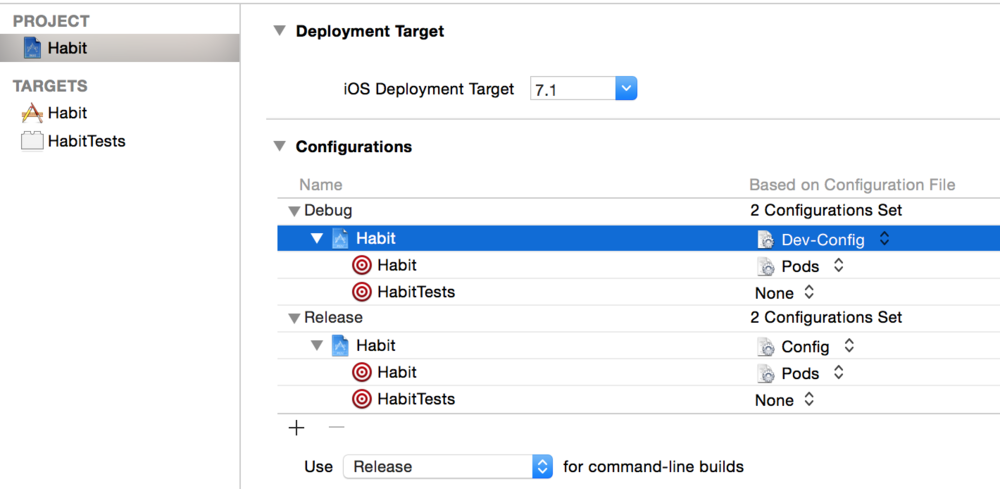 PROJECT
Habit
TARGETS
Habit
HabitTests
Deployment Target
iOS Deployment Target 7.1
Configurations
Name Based on Configuration File
Debug 2 Configurations Set
Habit Dev-Config
Habit Pods
HabitTests None
Release 2 Configurations Set
Habit Config
Habit Pods
HabitTests None
Use Release for command-line builds